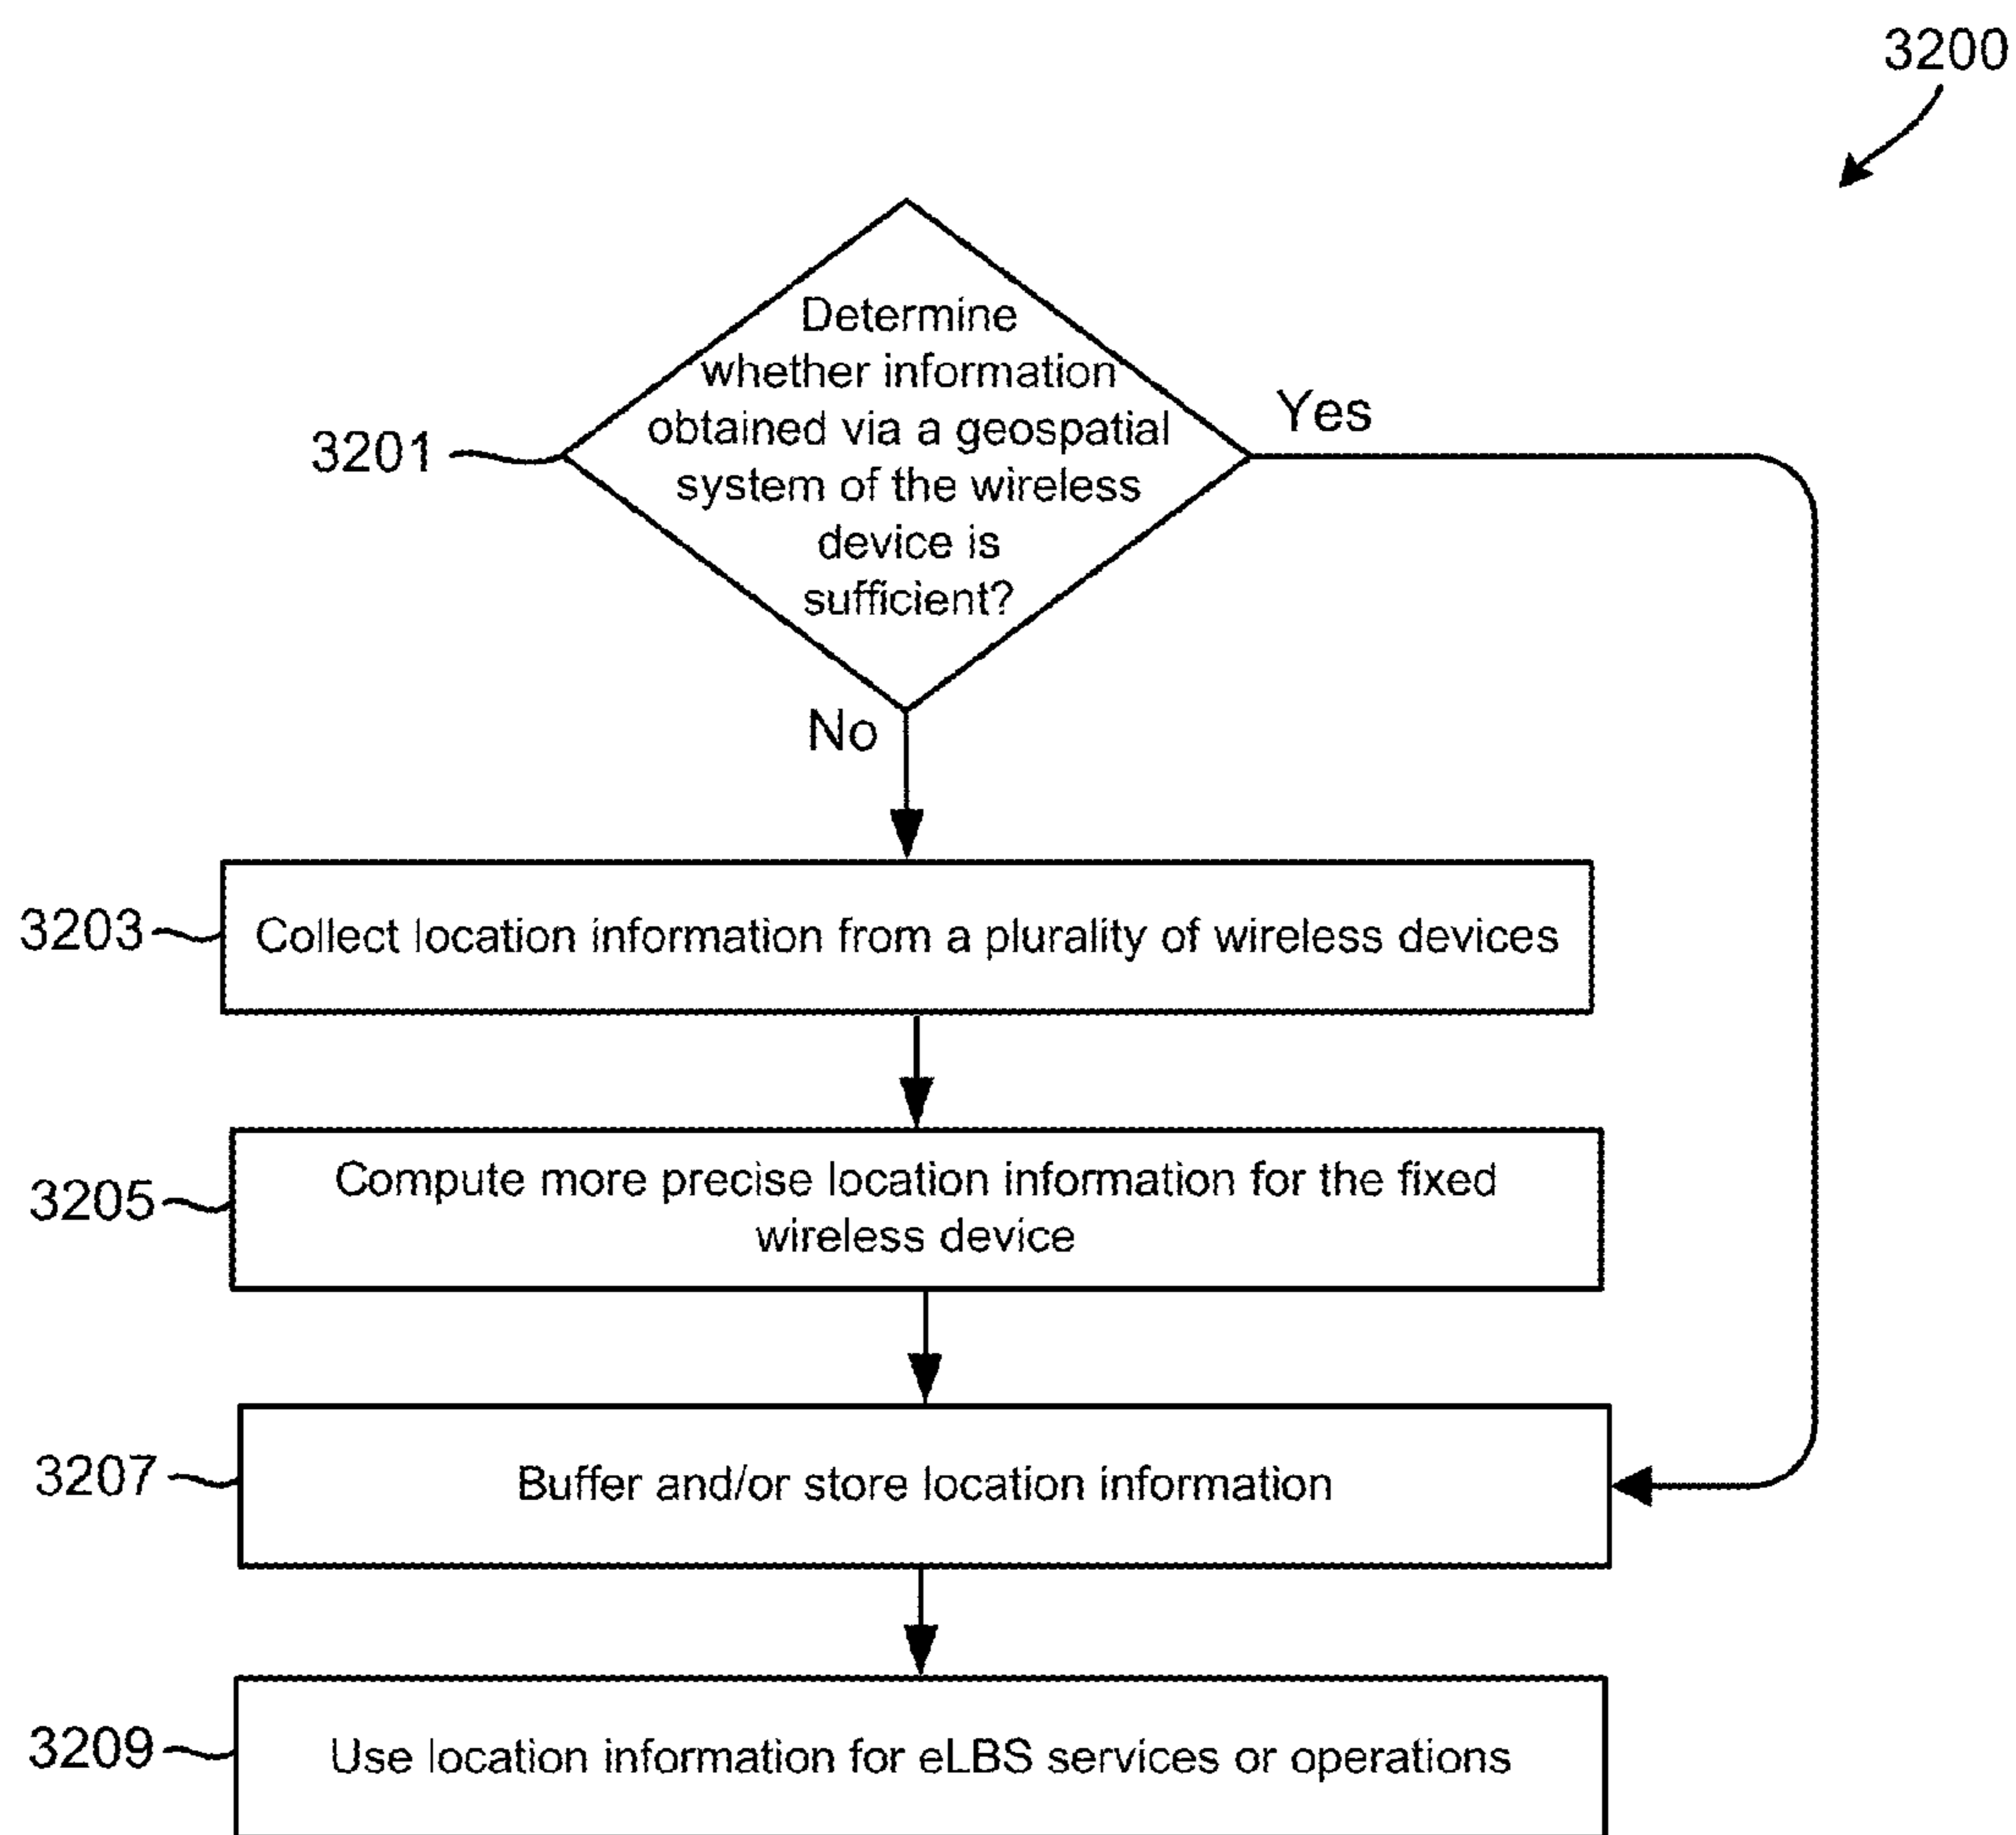 3200
Determine
whether information
obtained via a geospatial
system of the wireless
device is
sufficient?
3201
Yes
No
3203
Collect location information from a plurality of wireless devices
3205
Compute more precise location information for the fixed
wireless device
3207
Buffer and/or store location information
3209
Use location information for eLBS services or operations